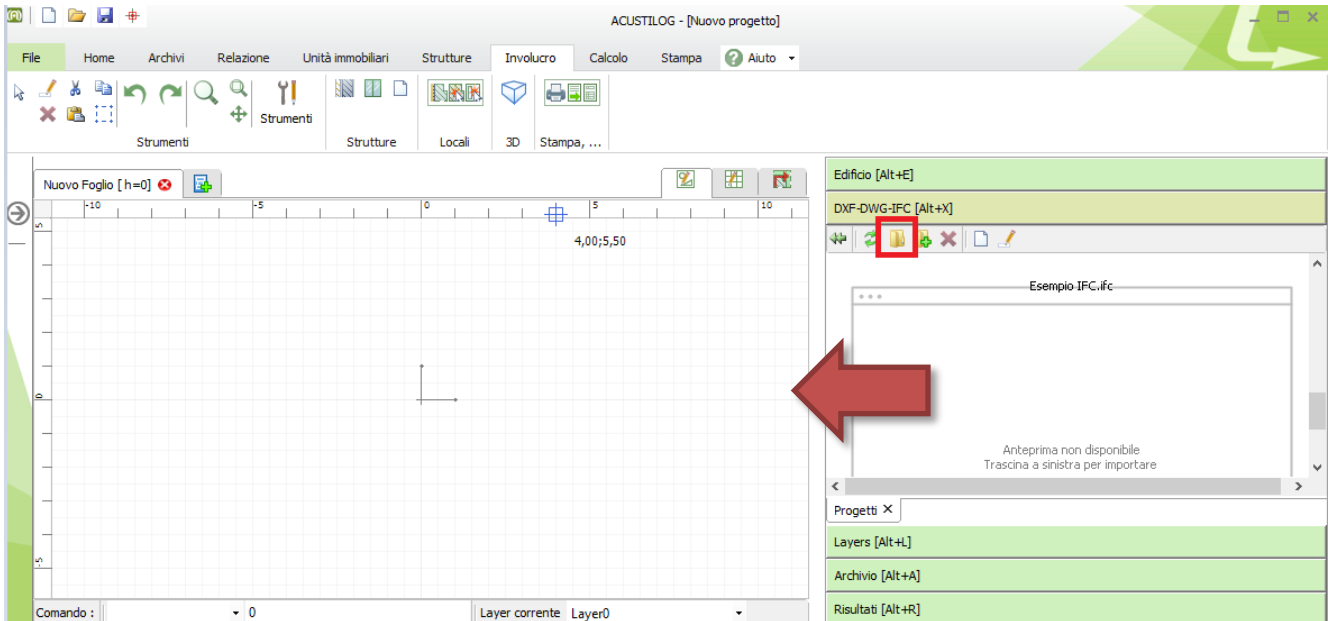 ACUSTILOG - [Nuovo progetto]
File Home Archivi Relazione Unità immobiliari Strutture Involucro Calcolo Stampa Aiuto
Strumenti
Strumenti Strutture Locali 3D Stampa, ...
Nuovo Foglio [ h=0]
-10 -5 0 5 10
5
4,00;5,50
0
-5
Comando : 0 Layer corrente Layer0
Edificio [Alt+E]
DXF-DWG-IFC [Alt+X]
Esempio IFC.ifc
Anteprima non disponibile
Trascina a sinistra per importare
Progetti
Layers [Alt+L]
Archivio [Alt+A]
Risultati [Alt+R]